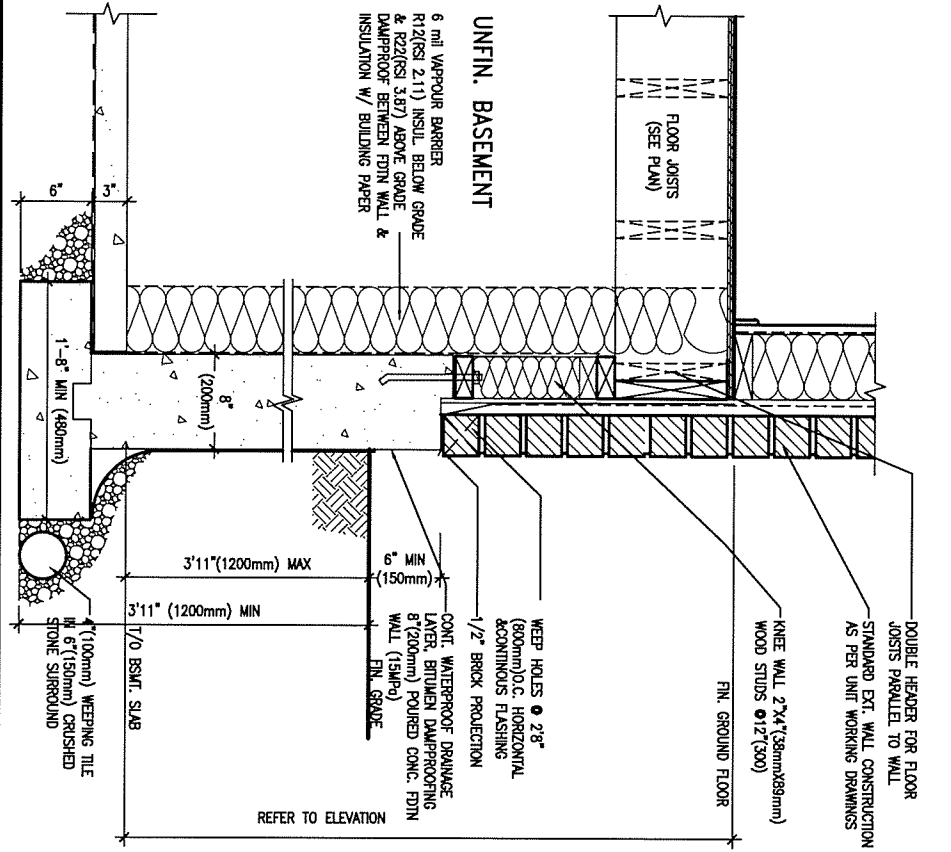 DOUBLE HEADER FOR FLOOR
JOISTS PARALLEL TO WALL
STANDARD EXT. WALL CONSTRUCTION
AS PER UNIT WORKING DRAWINGS
KNEE WALL 2"X4"(38mmX89mm)
WOOD STUDS @12"(300)
FIN. GROUND FLOOR
WEEP HOLES @ 2'8"
(800mm)O.C. HORIZONTAL
&CONTINOUS FLASHING
1/2" BRICK PROJECTION
CONT. WATERPROOF DRAINAGE
LAYER, BITUMEN DAMPPROOFING
8"(200mm) POURED CONC. FDTN
WALL (15MPa)
FIN. GRADE
REFER TO ELEVATION
6" MIN
(150mm)
3'11"(1200mm) MAX
3'11" (1200mm) MIN
T/O BSMT. SLAB
4"(100mm) WEEPING TILE
IN 6"(150mm) CRUSHED
STONE SURROUND
FLOOR JOISTS
(SEE PLAN)
8"
(200mm)
1'-8" MIN (480mm)
UNFIN. BASEMENT
6 mil VAPPOUR BARRIER
R12(RSI 2.11) INSUL BELOW GRADE
& R22(RSI 3.87) ABOVE GRADE
DAMPPROOF BETWEEN FDTN WALL &
INSULATION W/ BUILDING PAPER
6"
3"